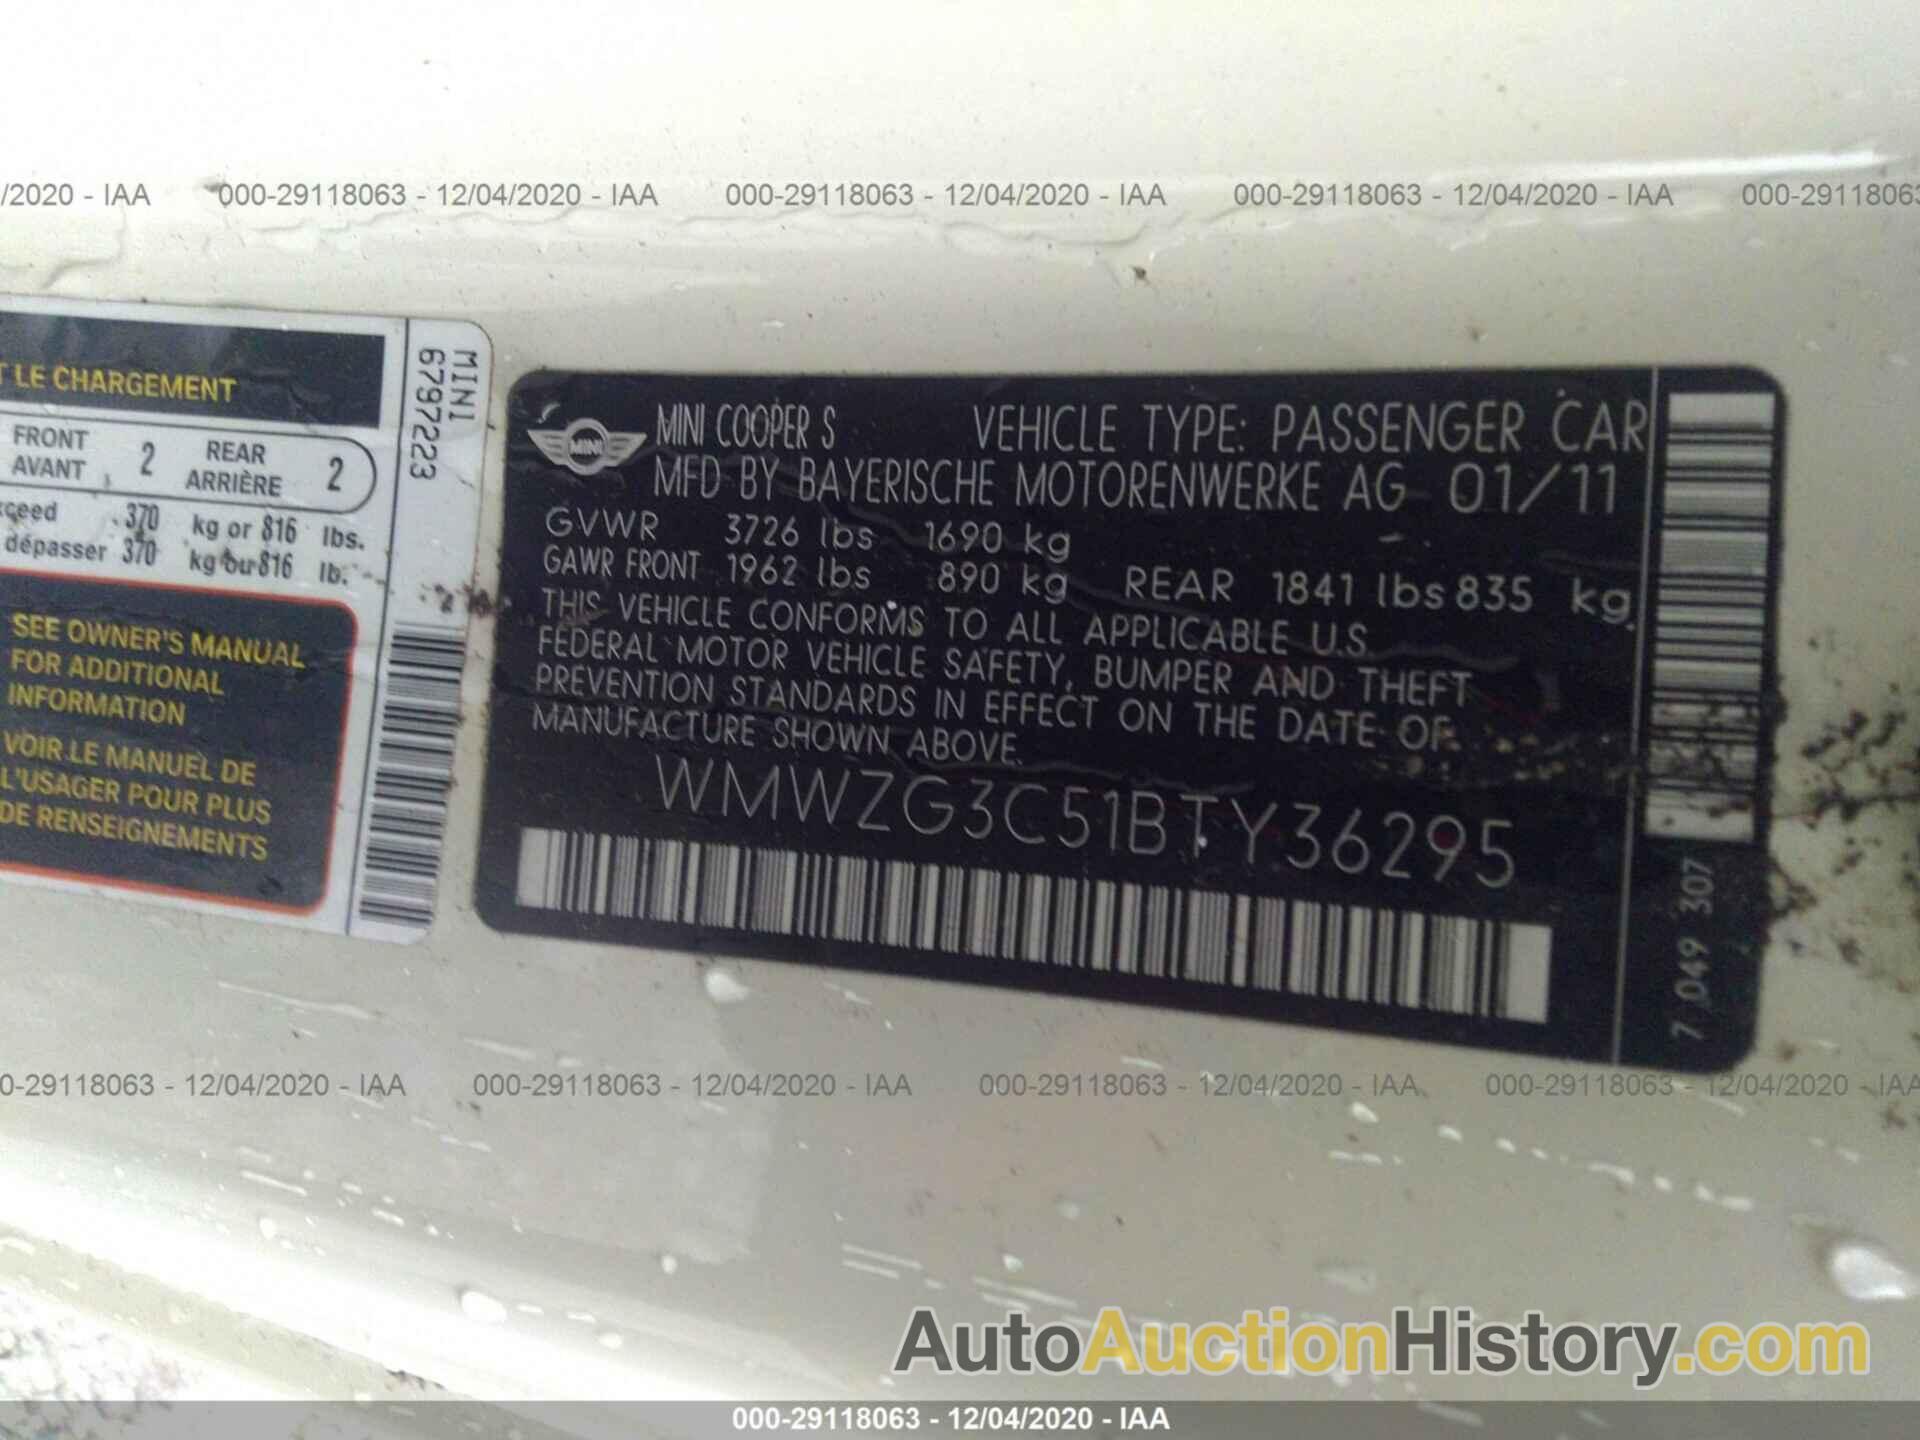 /2020 - IAA 000-29118063 - 12/04/2020 - IAA 000-29118063 - 12/04/2020 - IAA 000-29118063 - 12/04/2020 - IAA 000-29118063
T LE CHARGEMENT
FRONT AVANT 2 REAR ARRIÈRE 2
xceed 370 kg or 816 lbs.
dépasser 370 kg ou 816 lb.
SEE OWNER'S MANUAL
FOR ADDITIONAL
INFORMATION
VOIR LE MANUEL DE
L'USAGER POUR PLUS
DE RENSEIGNEMENTS
MINI
6797223
MINI
MINI COOPER S VEHICLE TYPE: PASSENGER CAR
MFD BY BAYERISCHE MOTORENWERKE AG 01/11
GVWR 3726 lbs 1690 kg
GAWR FRONT 1962 lbs 890 kg REAR 1841 lbs 835 kg
THIS VEHICLE CONFORMS TO ALL APPLICABLE U.S.
FEDERAL MOTOR VEHICLE SAFETY, BUMPER AND THEFT
PREVENTION STANDARDS IN EFFECT ON THE DATE OF
MANUFACTURE SHOWN ABOVE.
WMWZG3C51BTY36295
7 049 307
0-29118063 - 12/04/2020 - IAA 000-29118063 - 12/04/2020 - IAA 000-29118063 - 12/04/2020 - IAA 000-29118063 - 12/04/2020 - IAA
AutoAuctionHistory.com
000-29118063 - 12/04/2020 - IAA